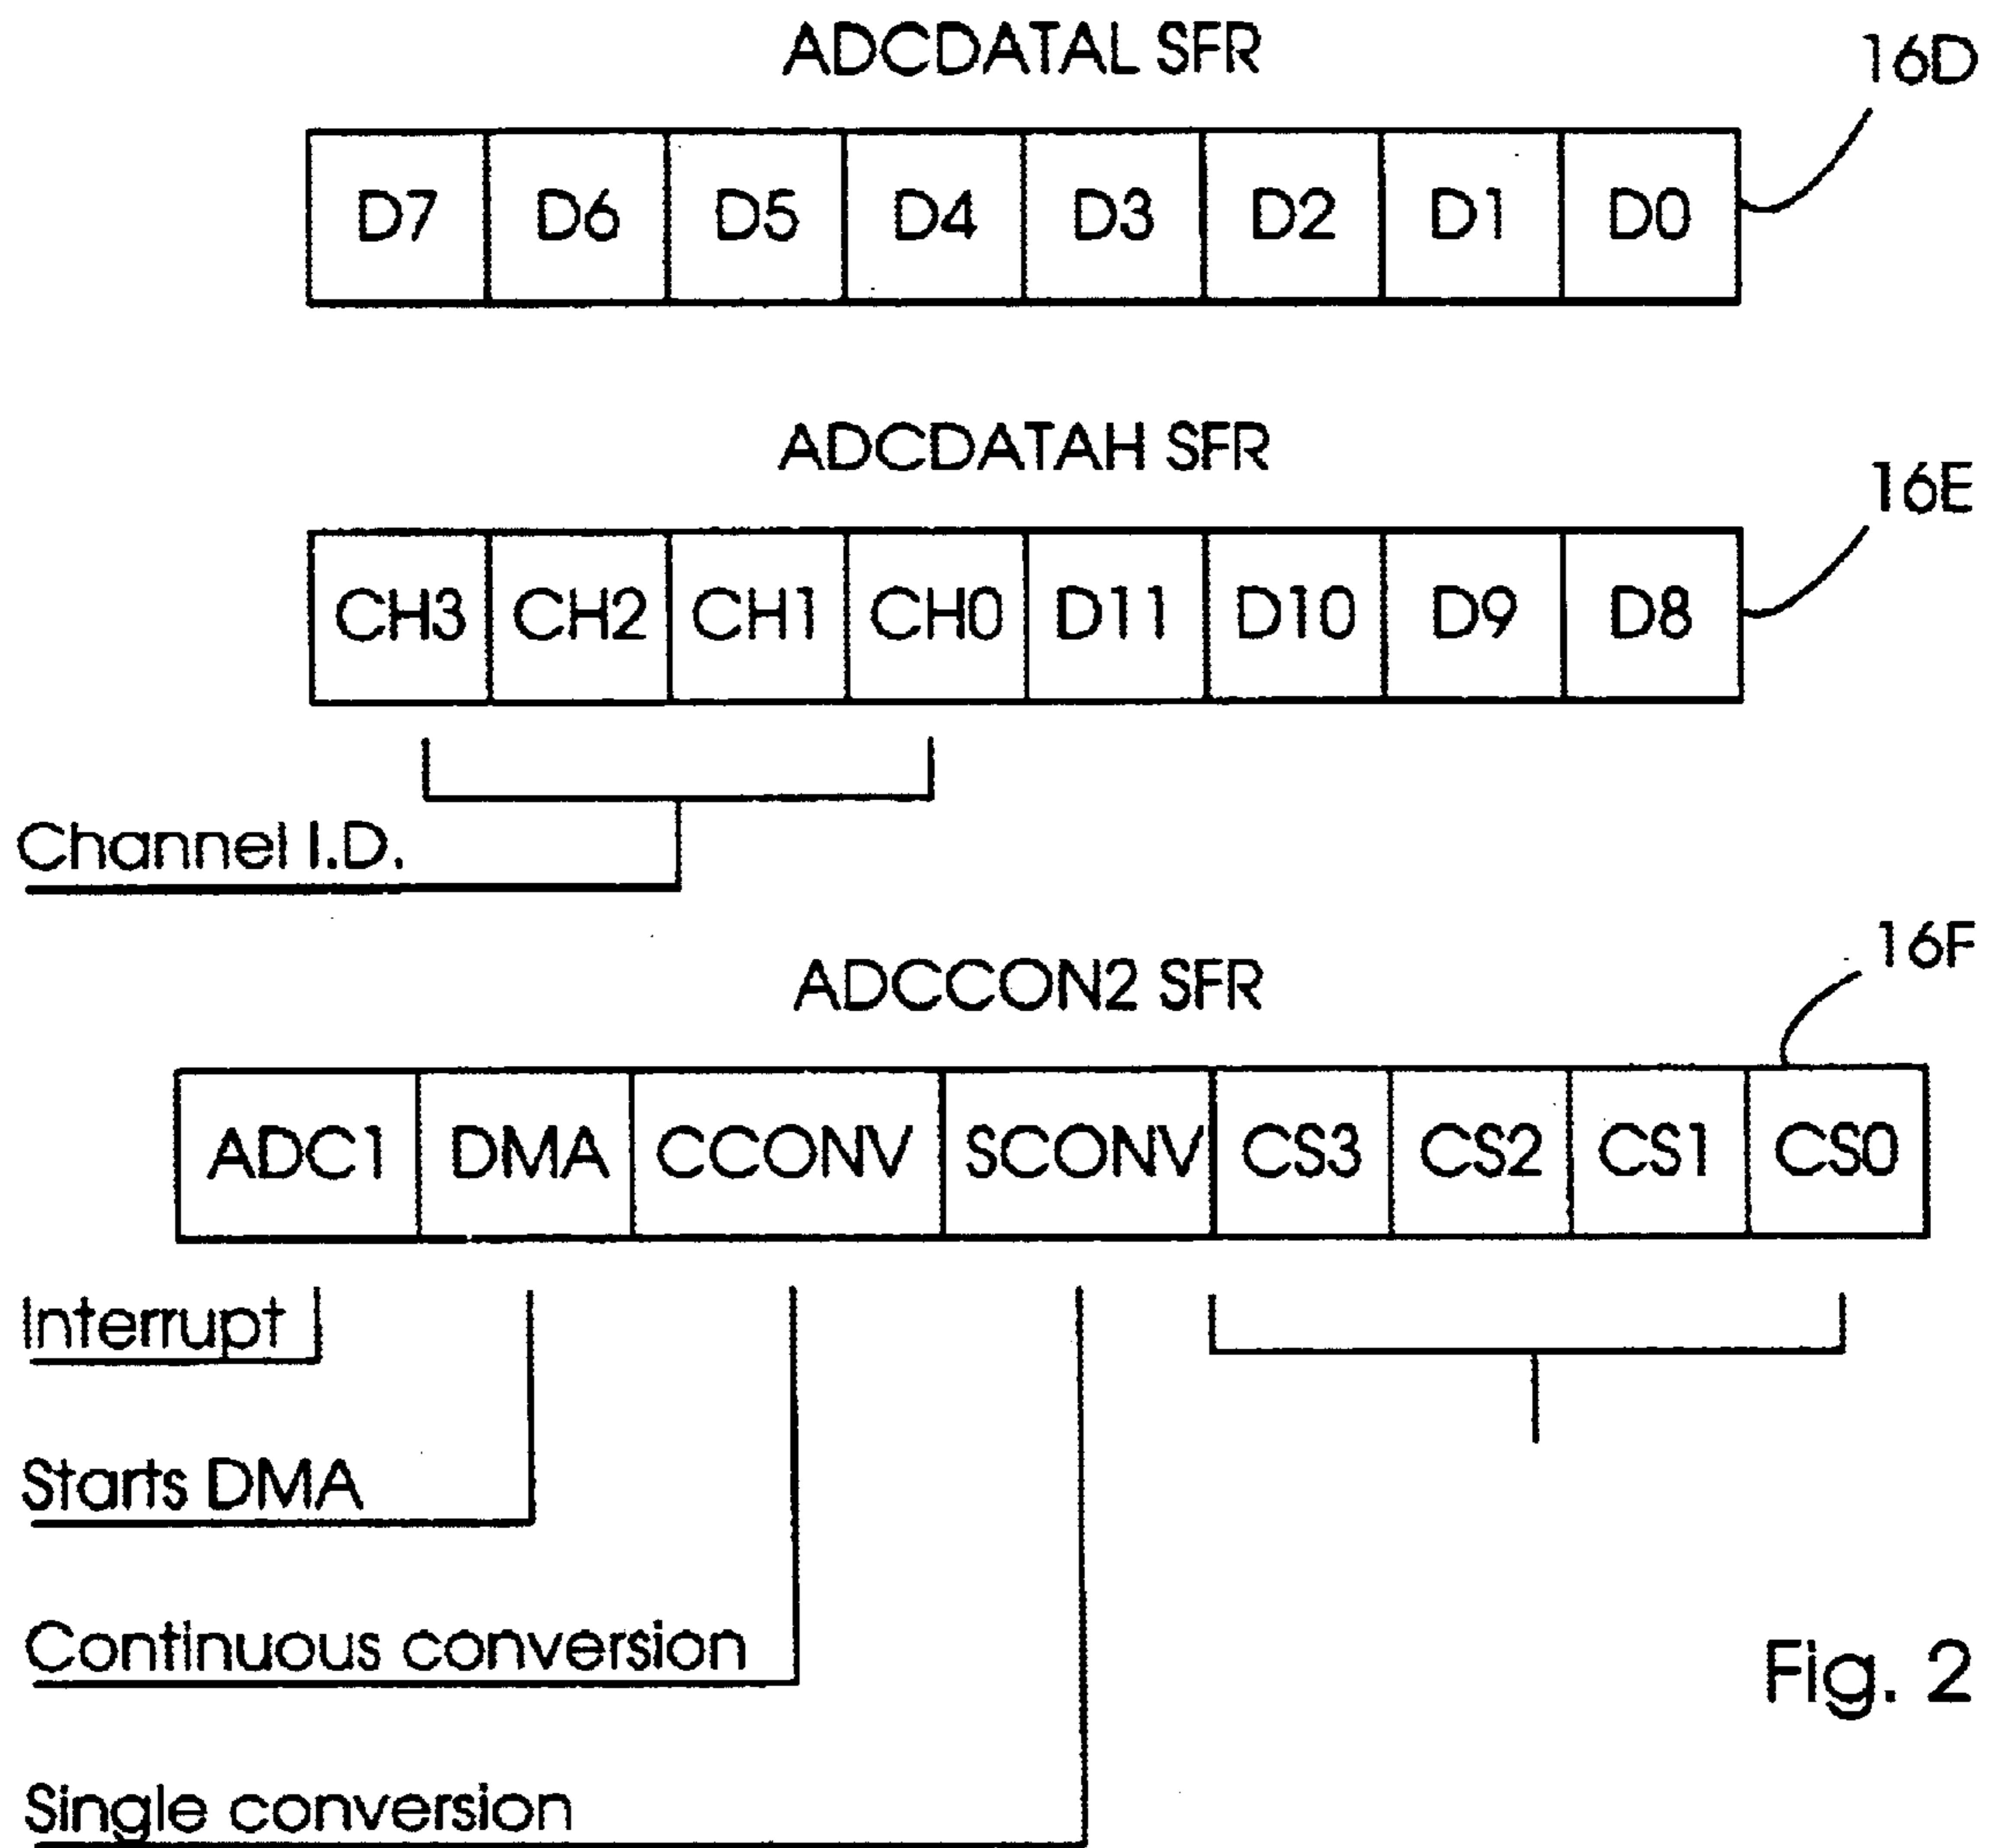 ADCDATAL SFR
16D
D7 D6 D5 D4 D3 D2 D1 D0
ADCDATAH SFR
16E
CH3 CH2 CH1 CH0 D11 D10 D9 D8
Channel I.D.
16F
ADCCON2 SFR
ADC1 DMA CCONV SCONV CS3 CS2 CS1 CS0
Interrupt
Starts DMA
Continuous conversion
Fig. 2
Single conversion